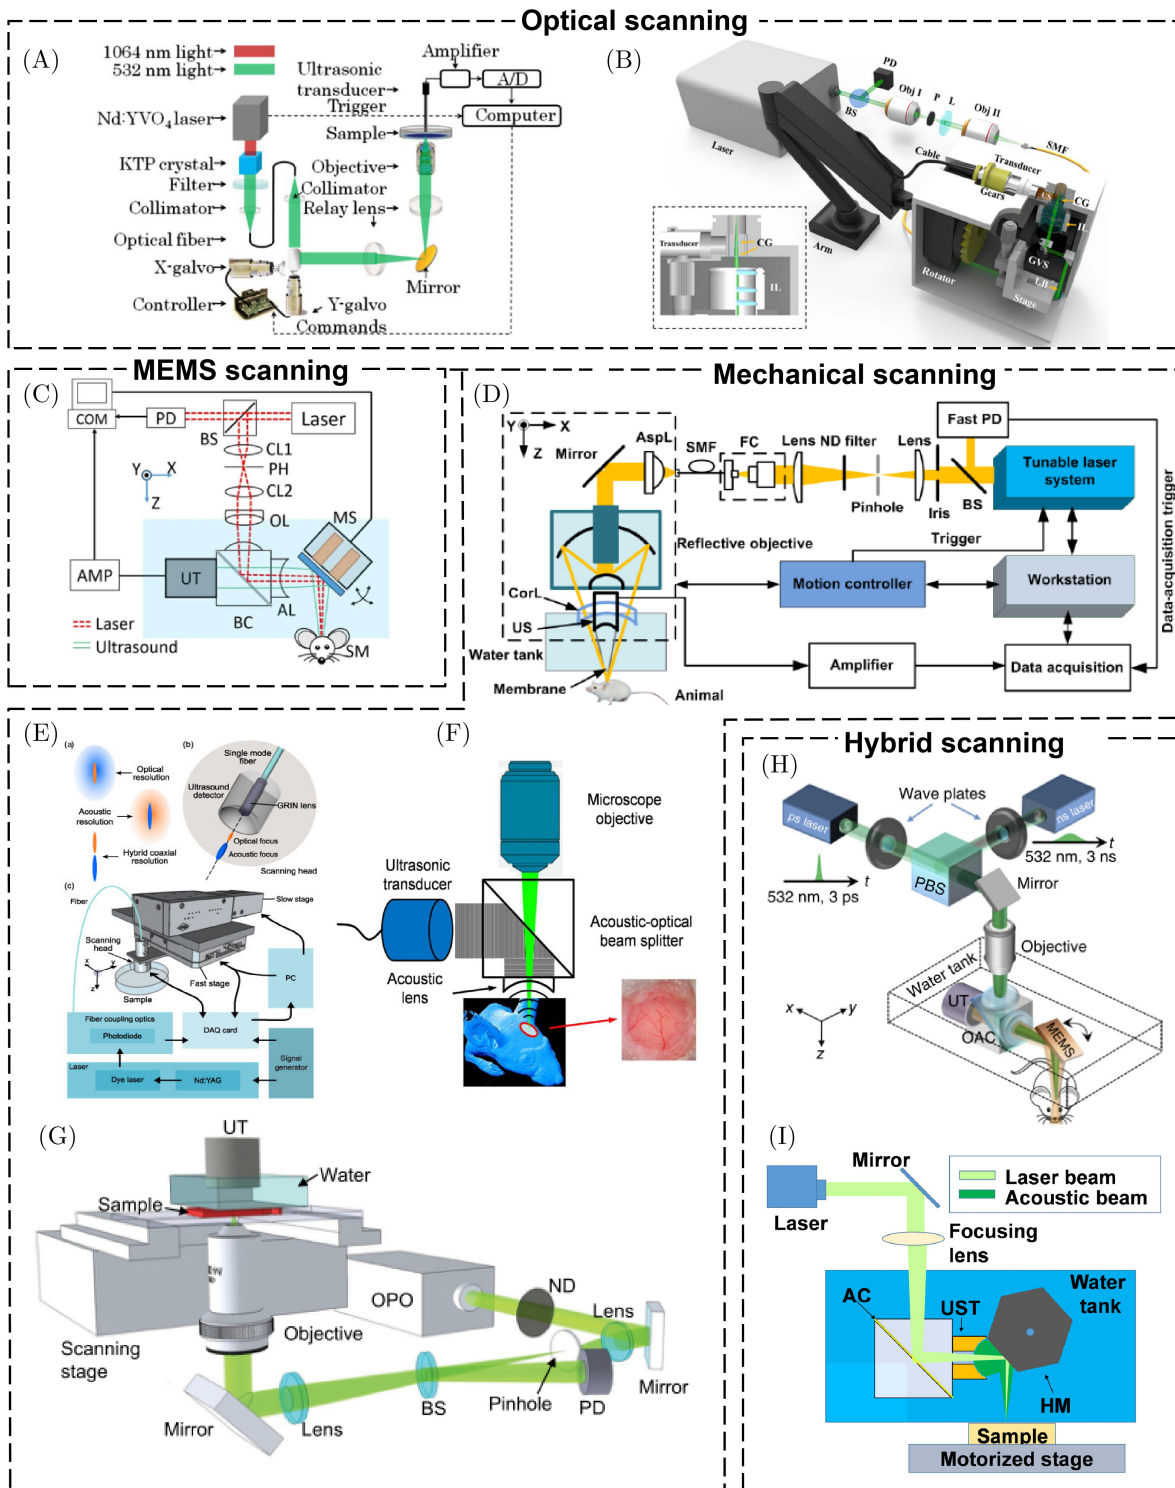 Optical scanning
(A)
1064 nm light
532 nm light
Nd:YVO4 laser
KTP crystal
Filter
Collimator
Optical fiber
X-galvo
Controller
Ultrasonic
transducer
Trigger
Sample
Objective
Collimator
Relay lens
Mirror
Y-galvo
Commands
Amplifier
A/D
Computer
(B)
PD
BS
Obj I
P
L
Obj II
SMF
Laser
Cable
Transducer
Gears
US
CG
IL
GVS
LB
Stage
Rotator
Arm
Transducer
CG
IL
MEMS scanning
(C)
COM
PD
Laser
BS
CL1
PH
CL2
OL
MS
Y
X
Z
AMP
UT
AL
BC
Laser
Ultrasound
SM
Mechanical scanning
(D)
Y
X
Z
Mirror
AspL
SMF
FC
Lens
ND filter
Pinhole
Lens
Iris
BS
Fast PD
Tunable laser
system
Data-acquisition trigger
Trigger
Reflective objective
Motion controller
Workstation
CorL
US
Water tank
Amplifier
Data acquisition
Membrane
Animal
(E)
(a)
Optical
resolution
Acoustic
resolution
Hybrid coaxial
resolution
(b)
Single mode
fiber
Ultrasound
detector
GRIN lens
Optical focus
Acoustic focus
Scanning head
(c)
Fiber
Slow stage
Scanning
head
x
y
z
Fast stage
Sample
PC
Fiber coupling optics
Photodiode
DAQ card
Signal
generator
Laser
Dye laser
Nd:YAG
(F)
Microscope
objective
Ultrasonic
transducer
Acoustic-optical
beam splitter
Acoustic
lens
(G)
UT
Water
Sample
OPO
ND
Lens
Objective
Scanning
stage
Mirror
Lens
BS
Pinhole
PD
Mirror
Hybrid scanning
(H)
ps laser
Wave plates
ns laser
532 nm, 3 ns
t
532 nm, 3 ps
t
PBS
Mirror
Objective
Water tank
UT
OAC
MEMS
x
y
z
(I)
Mirror
Laser
Laser beam
Acoustic beam
Focusing
lens
AC
UST
Water
tank
HM
Sample
Motorized stage